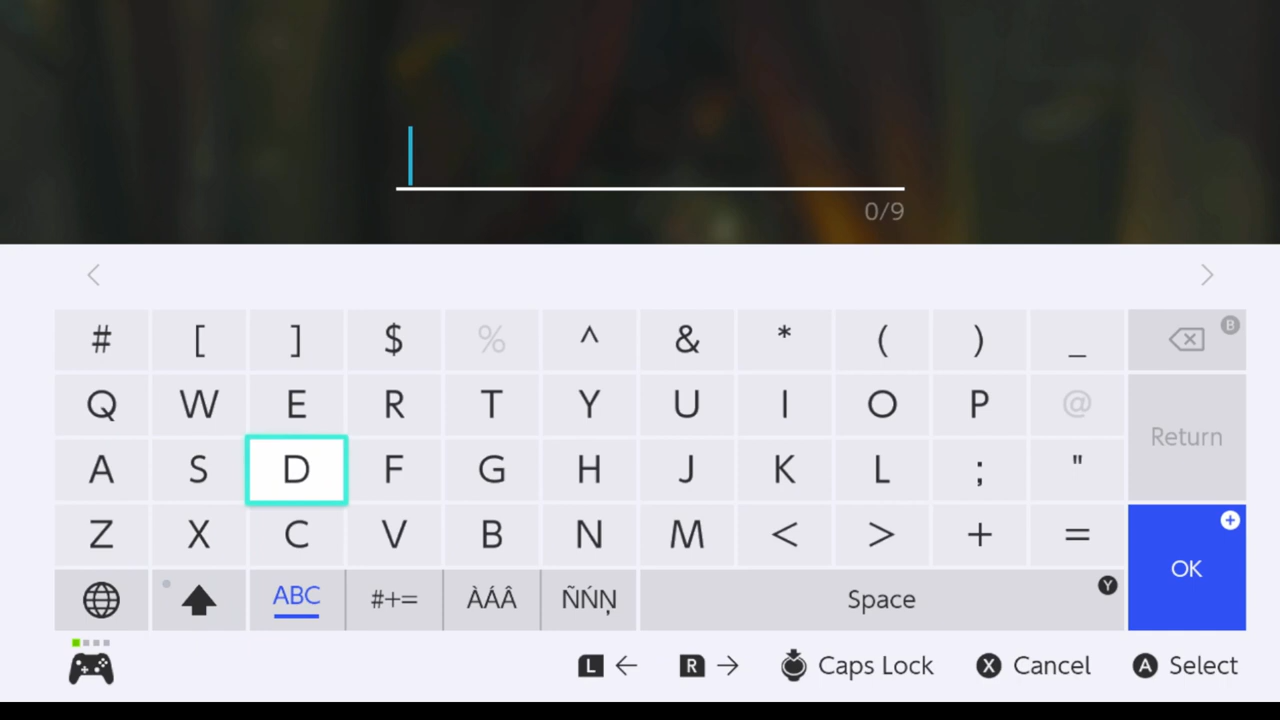 0/9
# [ ] $ % ^ & * ( ) _ B
Q W E R T Y U I O P @ Return
A S D F G H J K L ; "
Z X C V B N M < > + = OK
ABC #+= ÀÁÂ ÑŃŅ Space Y
L ← R → Caps Lock X Cancel A Select